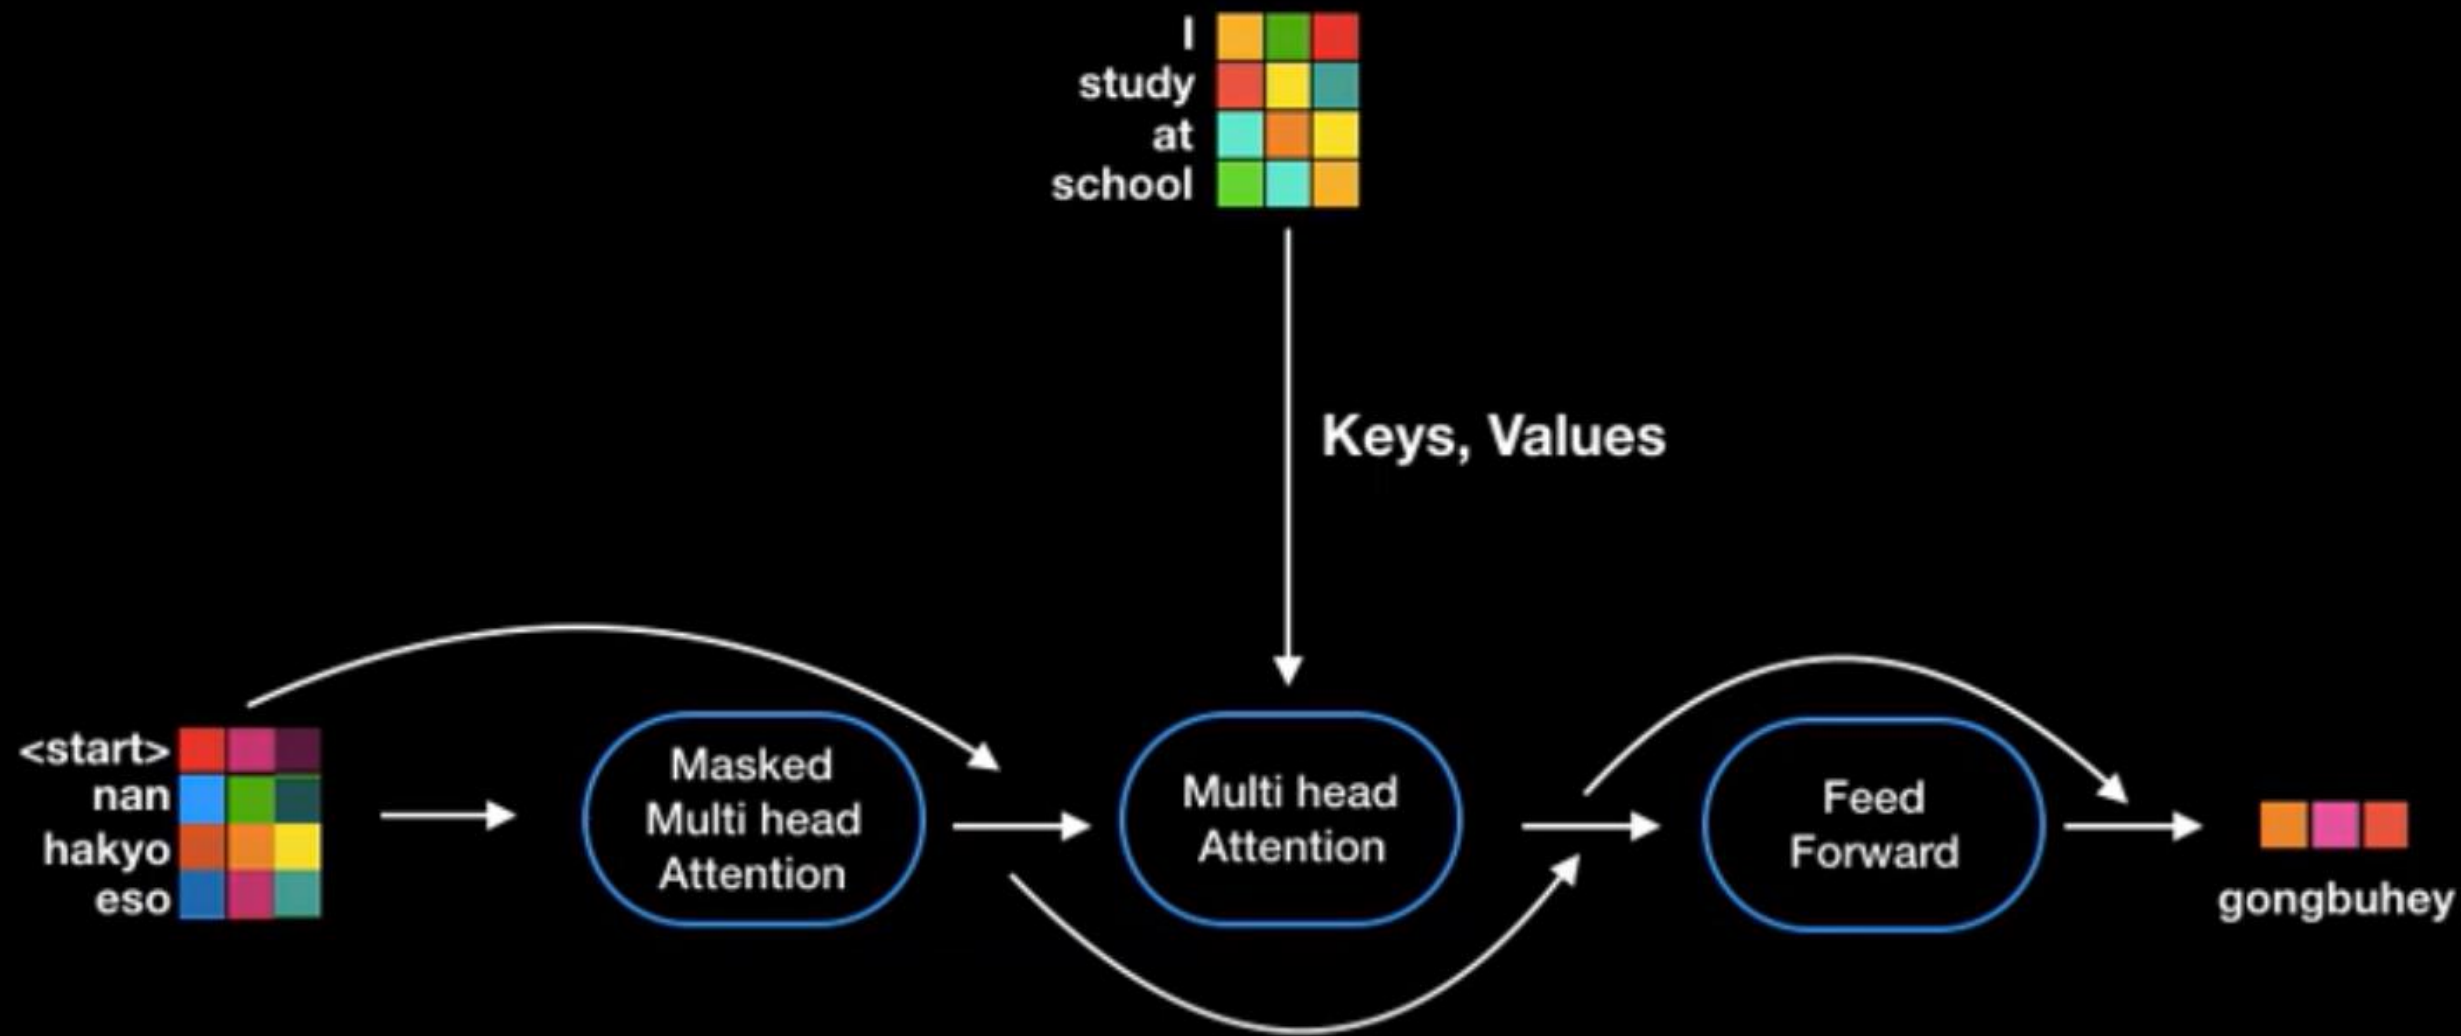 I
study
at
school
Keys, Values
<start>
nan
hakyo
eso
Masked
Multi head
Attention
Multi head
Attention
Feed
Forward
gongbuhey